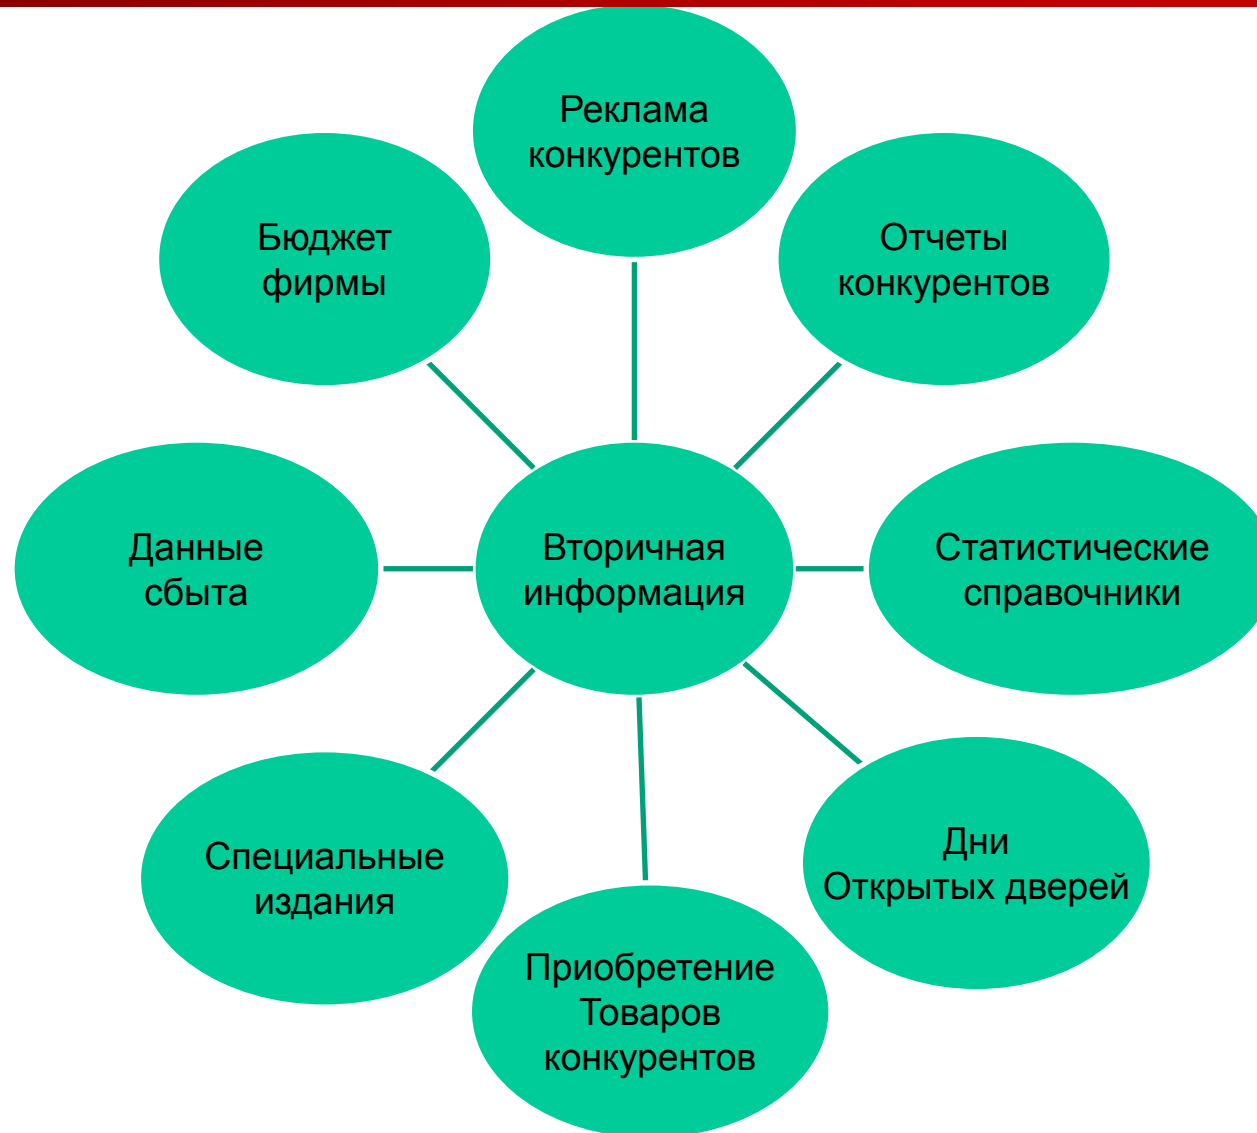 Реклама
конкурентов
Бюджет
фирмы
Отчеты
конкурентов
Данные
сбыта
Вторичная
информация
Статистические
справочники
Специальные
издания
Дни
Открытых дверей
Приобретение
Товаров
конкурентов